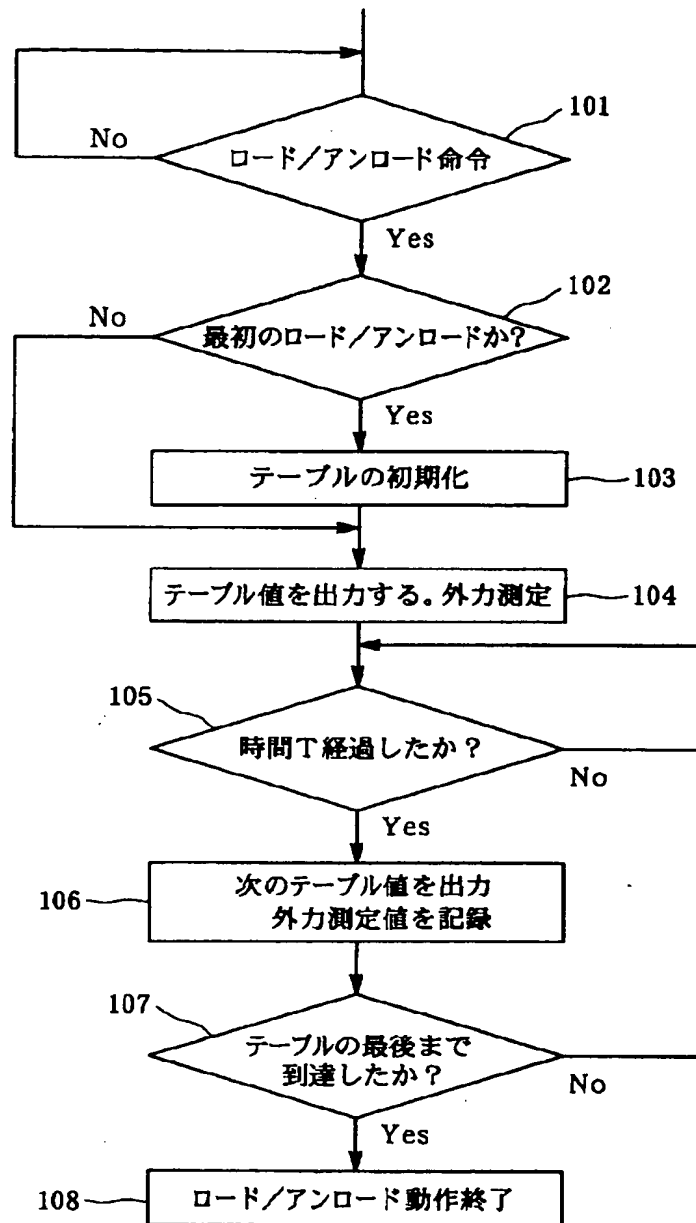 101
No
ロード／アンロード命令
Yes
102
No
最初のロード／アンロードか?
Yes
テーブルの初期化
103
テーブル値を出力する。外力測定
104
105
時間T経過したか？
No
Yes
次のテーブル値を出力
外力測定値を記録
106
107
テーブルの最後まで
到達したか？
No
Yes
108
ロード／アンロード動作終了